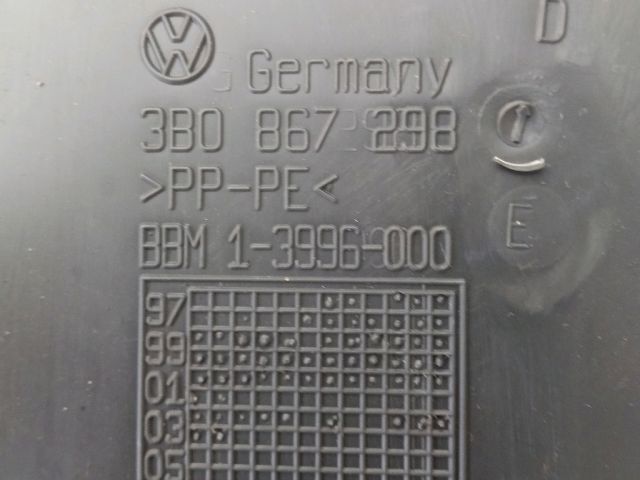 D
Germany
3B0 867 298
>PP-PE<
E
BBM 1-3996-000
97
99
01
03
05